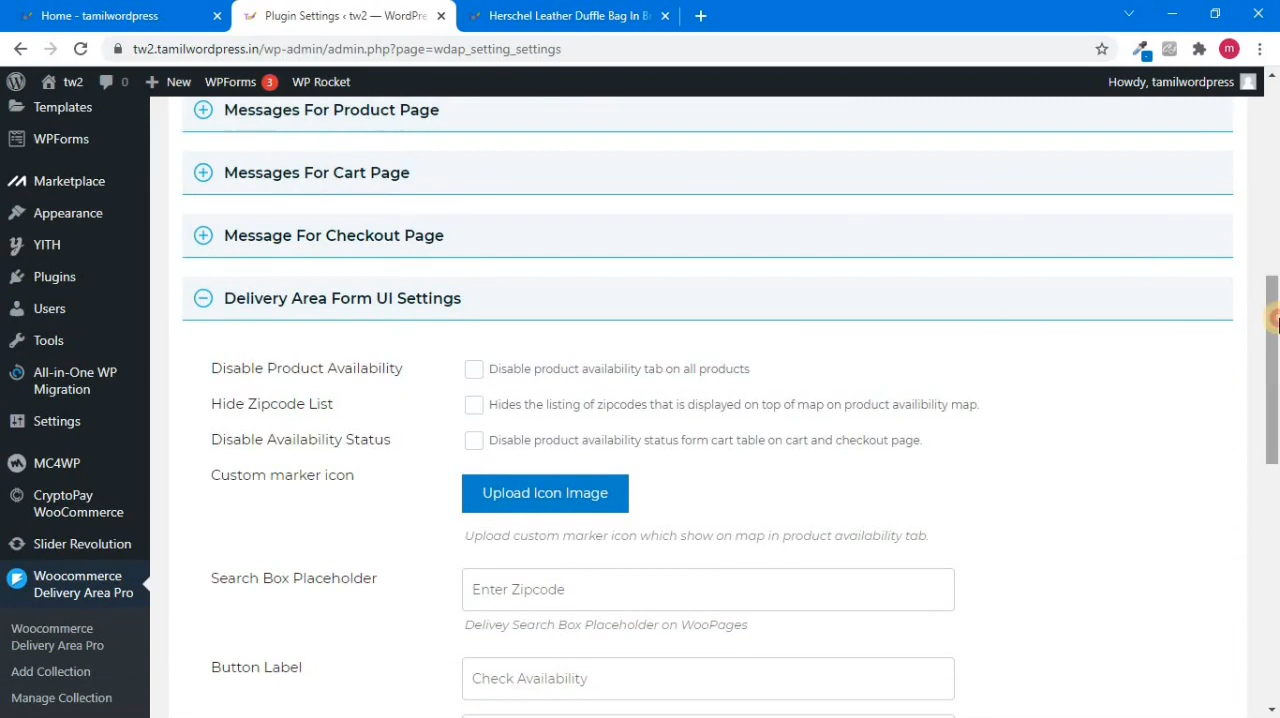 Home - tamilwordpress
Plugin Settings ‹ tw2 — WordPre
Herschel Leather Duffle Bag In Br
tw2.tamilwordpress.in/wp-admin/admin.php?page=wdap_setting_settings
m
tw2
0
New
WPForms 3
WP Rocket
Howdy, tamilwordpress
Templates
WPForms
Marketplace
Appearance
YITH
Plugins
Users
Tools
All-in-One WP
Migration
Settings
MC4WP
CryptoPay
WooCommerce
Slider Revolution
Woocommerce
Delivery Area Pro
Woocommerce
Delivery Area Pro
Add Collection
Manage Collection
Messages For Product Page
Messages For Cart Page
Message For Checkout Page
Delivery Area Form UI Settings
Disable Product Availability
Disable product availability tab on all products
Hide Zipcode List
Hides the listing of zipcodes that is displayed on top of map on product availibility map.
Disable Availability Status
Disable product availability status form cart table on cart and checkout page.
Custom marker icon
Upload Icon Image
Upload custom marker icon which show on map in product availability tab.
Search Box Placeholder
Enter Zipcode
Delivey Search Box Placeholder on WooPages
Button Label
Check Availability